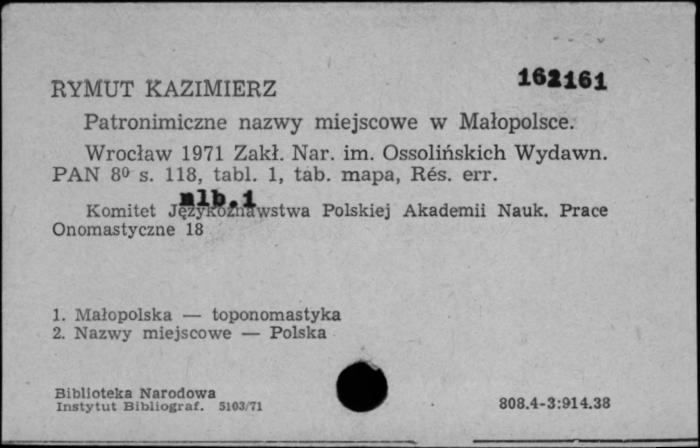 162161
RYMUT KAZIMIERZ
Patronimiczne nazwy miejscowe w Małopolsce.
Wrocław 1971 Zakł. Nar. im. Ossolińskich Wydawn.
PAN 8⁰ s. 118, tabl. 1, tab. mapa, Rés. err.
nlb.1
Komitet Językoznawstwa Polskiej Akademii Nauk. Prace
Onomastyczne 18
1. Małopolska — toponomastyka
2. Nazwy miejscowe — Polska
Biblioteka Narodowa
Instytut Bibliograf. 5103/71
808.4-3:914.38